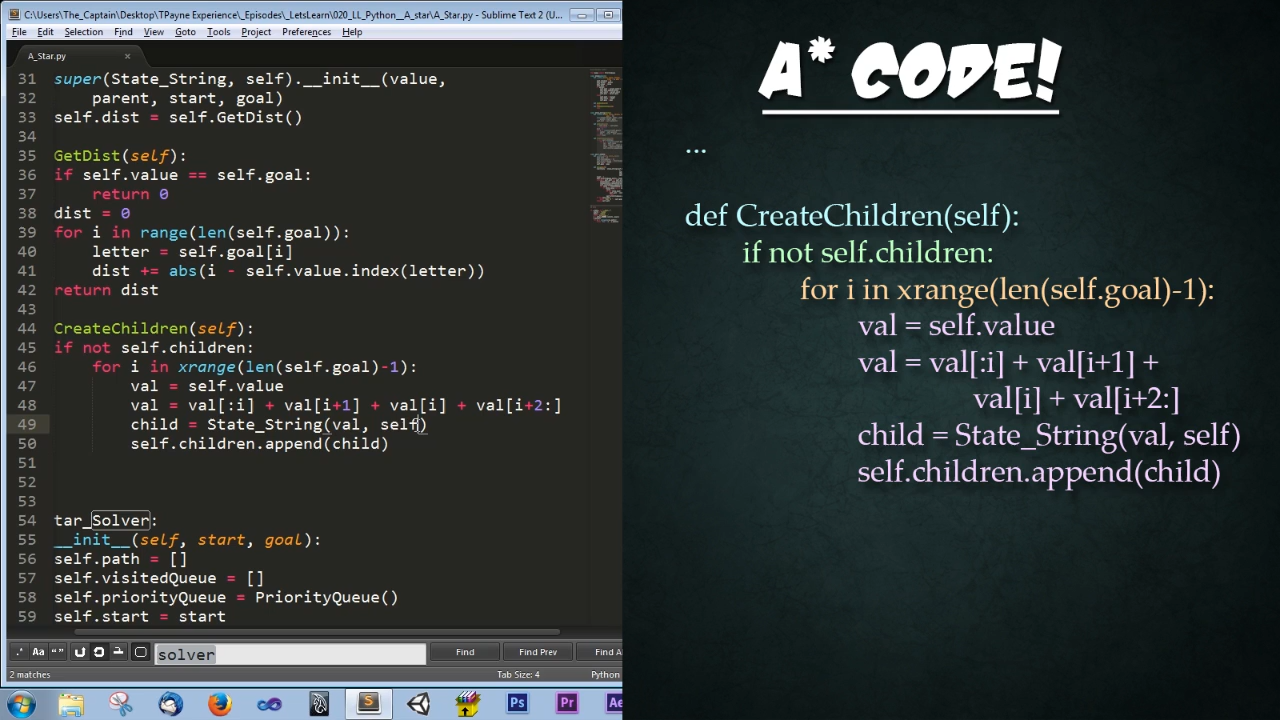 C:\Users\The_Captain\Desktop\TPayne Experience\_Episodes\_LetsLearn\020_LL_Python__A_star\A_Star.py - Sublime Text 2 (U...
File Edit Selection Find View Goto Tools Project Preferences Help
A_Star.py ×
31 super(State_String, self).__init__(value,
32 parent, start, goal)
33 self.dist = self.GetDist()
34
35 GetDist(self):
36 if self.value == self.goal:
37 return 0
38 dist = 0
39 for i in range(len(self.goal)):
40 letter = self.goal[i]
41 dist += abs(i - self.value.index(letter))
42 return dist
43
44 CreateChildren(self):
45 if not self.children:
46 for i in xrange(len(self.goal)-1):
47 val = self.value
48 val = val[:i] + val[i+1] + val[i] + val[i+2:]
49 child = State_String(val, self)
50 self.children.append(child)
51
52
53
54 tar_Solver:
55 __init__(self, start, goal):
56 self.path = []
57 self.visitedQueue = []
58 self.priorityQueue = PriorityQueue()
59 self.start = start
.* Aa “” solver Find Find Prev Find A
2 matches Tab Size: 4 Python
S Ps Pr Ae
A* CODE!
...
def CreateChildren(self):
if not self.children:
for i in xrange(len(self.goal)-1):
val = self.value
val = val[:i] + val[i+1] +
val[i] + val[i+2:]
child = State_String(val, self)
self.children.append(child)